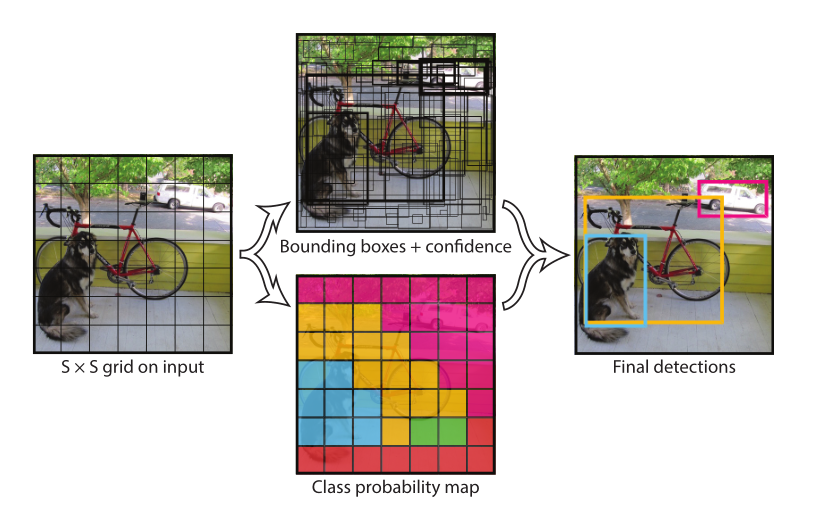 Bounding boxes + confidence
S × S grid on input
Final detections
Class probability map